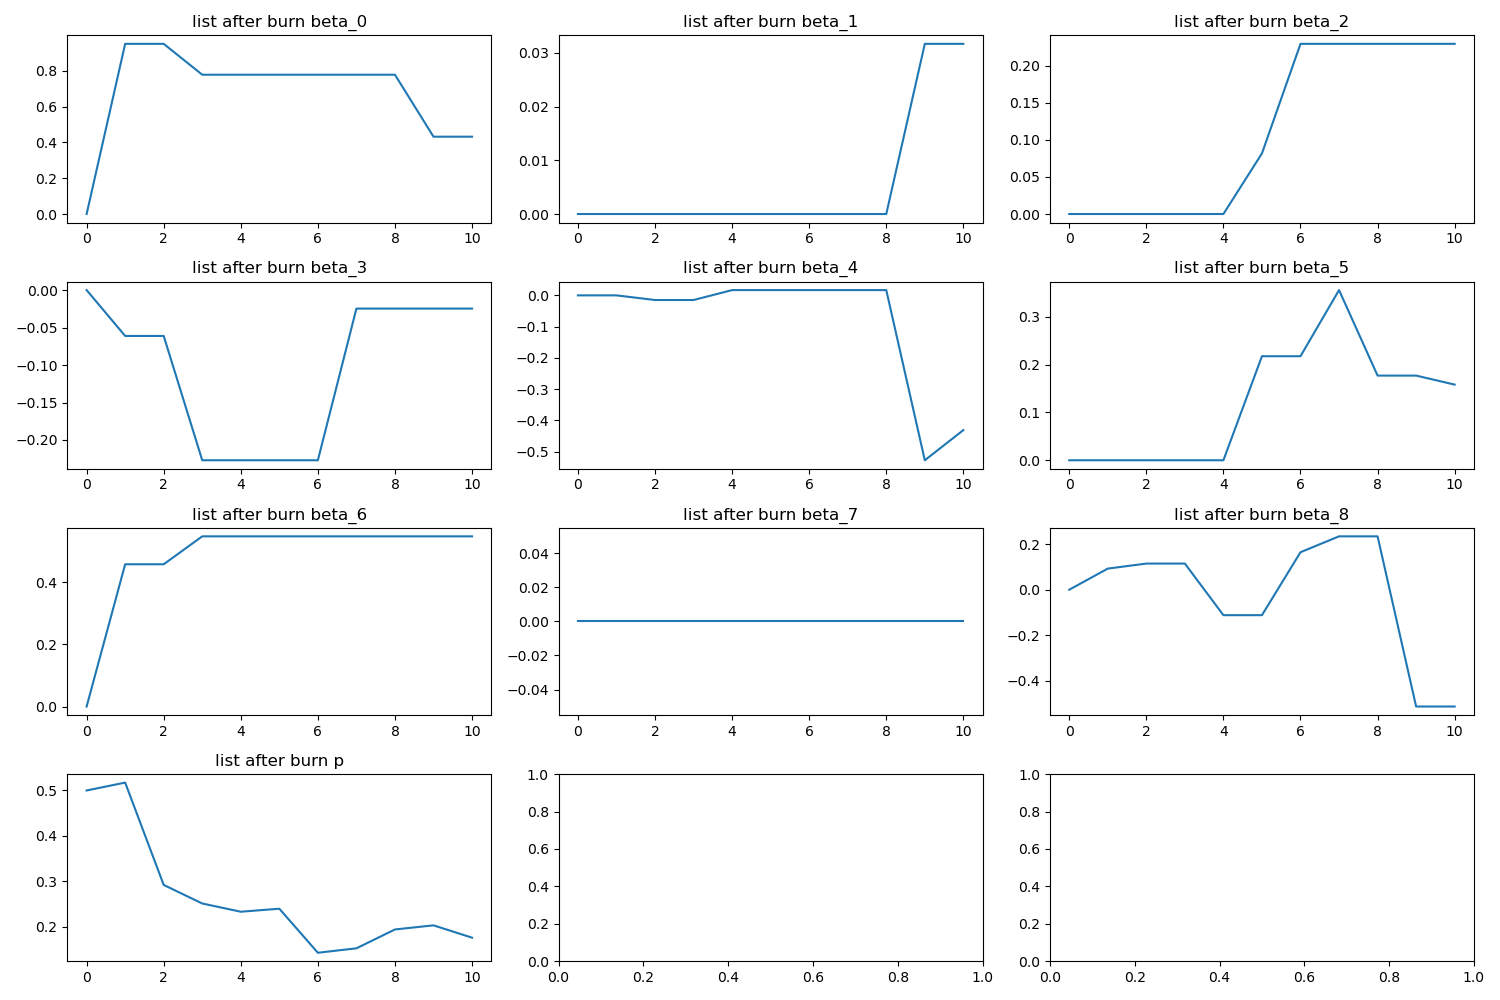 list after burn beta_0
0.8
0.6
0.4
0.2
0.0
0 2 4 6 8 10
list after burn beta_1
0.03
0.02
0.01
0.00
0 2 4 6 8 10
list after burn beta_2
0.20
0.15
0.10
0.05
0.00
0 2 4 6 8 10
list after burn beta_3
0.00
−0.05
−0.10
−0.15
−0.20
0 2 4 6 8 10
list after burn beta_4
0.0
−0.1
−0.2
−0.3
−0.4
−0.5
0 2 4 6 8 10
list after burn beta_5
0.3
0.2
0.1
0.0
0 2 4 6 8 10
list after burn beta_6
0.4
0.2
0.0
0 2 4 6 8 10
list after burn beta_7
0.04
0.02
0.00
−0.02
−0.04
0 2 4 6 8 10
list after burn beta_8
0.2
0.0
−0.2
−0.4
0 2 4 6 8 10
list after burn p
0.5
0.4
0.3
0.2
0 2 4 6 8 10
1.0
0.8
0.6
0.4
0.2
0.0
0.0 0.2 0.4 0.6 0.8 1.0
1.0
0.8
0.6
0.4
0.2
0.0
0.0 0.2 0.4 0.6 0.8 1.0